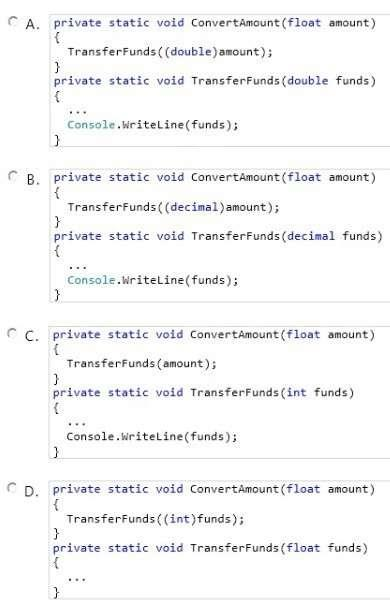 A. private static void ConvertAmount(float amount)
{
TransferFunds((double)amount);
}
private static void TransferFunds(double funds)
{
...
Console.WriteLine(funds);
}
B. private static void ConvertAmount(float amount)
{
TransferFunds((decimal)amount);
}
private static void TransferFunds(decimal funds)
{
...
Console.WriteLine(funds);
}
C. private static void ConvertAmount(float amount)
{
TransferFunds(amount);
}
private static void TransferFunds(int funds)
{
...
Console.WriteLine(funds);
}
D. private static void ConvertAmount(float amount)
{
TransferFunds((int)funds);
}
private static void TransferFunds(float funds)
{
...
}